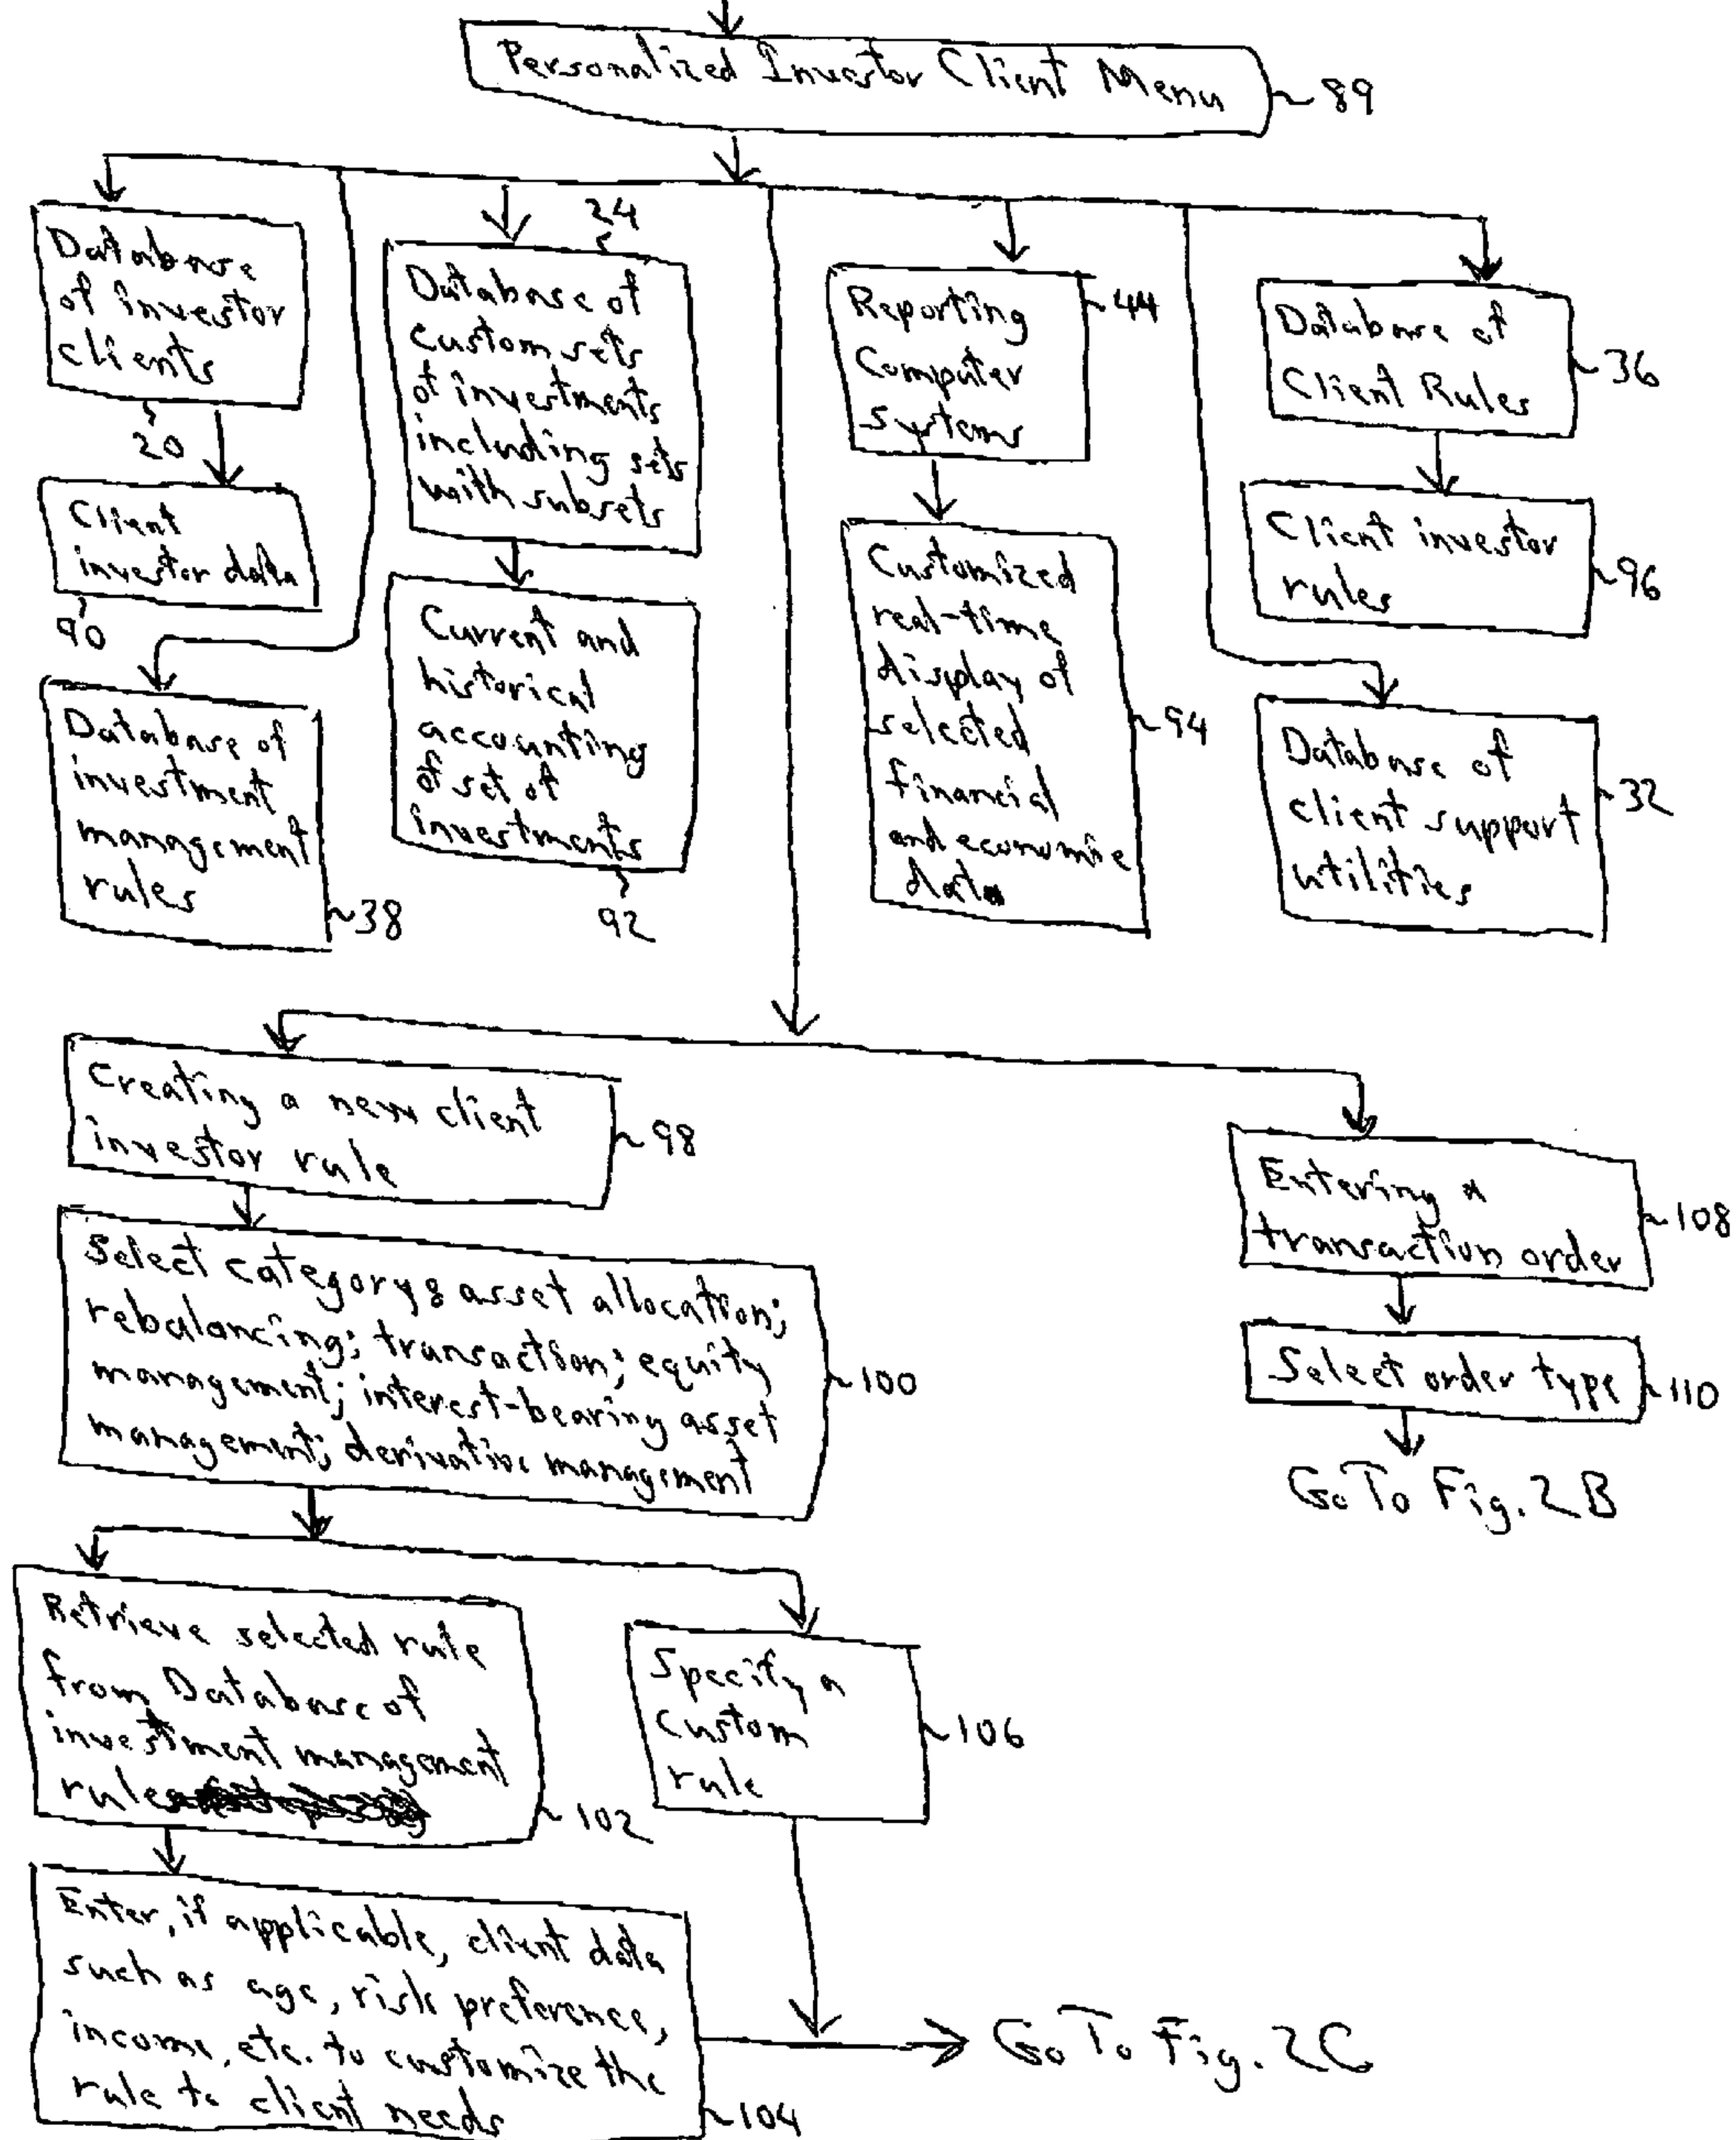 Personalized Investor Client Menu
89
Database
of investor
clients
20
Client
investor data
90
Database of
investment
management
rules
38
24
Database of
custom sets
of investments
including sets
with subsets
Current and
historical
accounting
of set of
investments
92
Reporting
Computer
Systems
44
Customized
real-time
display of
selected
financial
and economic
data
94
Database of
Client Rules
36
Client investor
rules
96
Database of
client support
utilities
32
Creating a new client
investor rule
98
Select category: asset allocation;
rebalancing; transaction; equity
management; interest-bearing asset
management; derivative management
100
Retrieve selected rule
from Database of
investment management
rules
102
Enter, if applicable, client data
such as age, risk preference,
income, etc. to customize the
rule to client needs
104
Specify a
custom
rule
106
Go To Fig. 2C
Entering a
transaction order
108
Select order type
110
Go To Fig. 2B